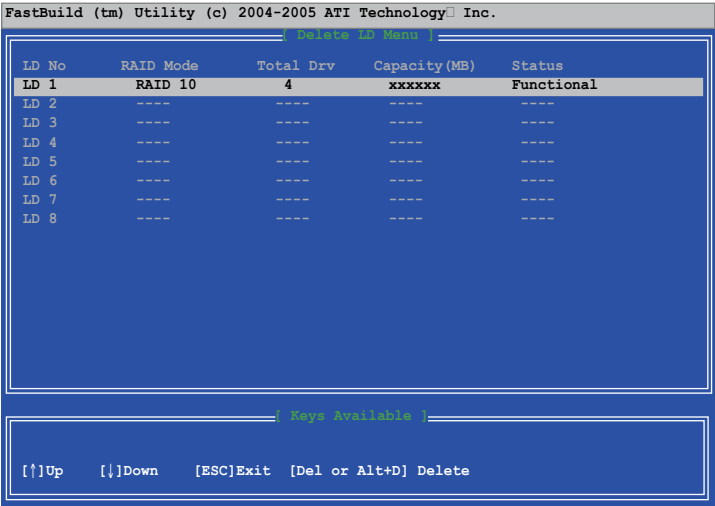 FastBuild (tm) Utility (c) 2004-2005 ATI Technology□ Inc.
[ Delete LD Menu ]
LD No RAID Mode Total Drv Capacity(MB) Status
LD 1 RAID 10 4 xxxxxx Functional
LD 2 ---- ---- ---- ----
LD 3 ---- ---- ---- ----
LD 4 ---- ---- ---- ----
LD 5 ---- ---- ---- ----
LD 6 ---- ---- ---- ----
LD 7 ---- ---- ---- ----
LD 8 ---- ---- ---- ----
[ Keys Available ]
[↑]Up [↓]Down [ESC]Exit [Del or Alt+D] Delete